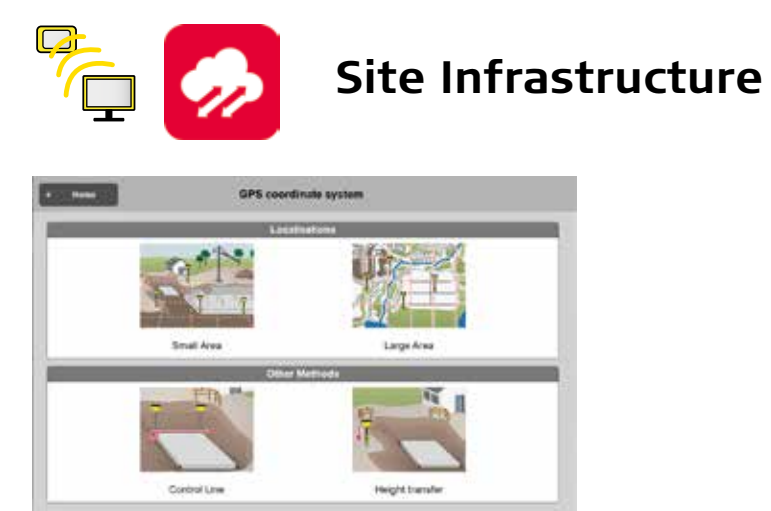 Site Infrastructure
Home
GPS coordinate system
Localisations
Small Area
Large Area
Other Methods
Control Line
Height transfer